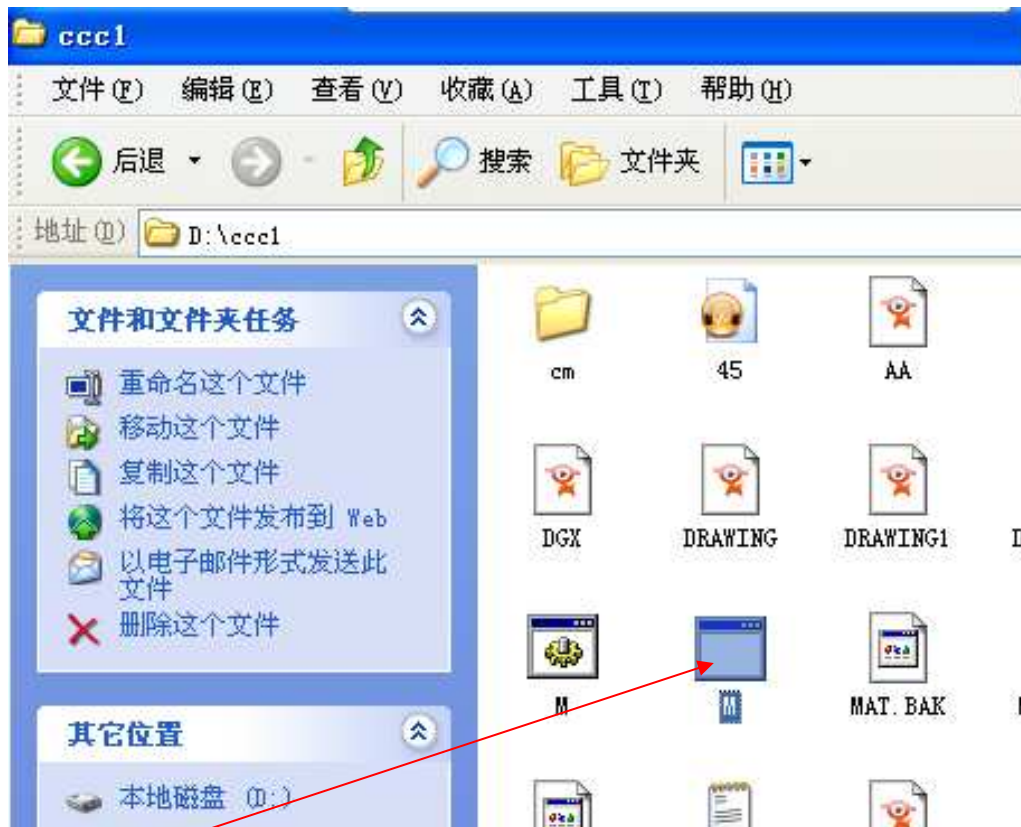 ccc1
文件(F) 编辑(E) 查看(V) 收藏(A) 工具(T) 帮助(H)
后退 搜索 文件夹
地址(D) D:\ccc1
文件和文件夹任务
重命名这个文件
移动这个文件
复制这个文件
将这个文件发布到 Web
以电子邮件形式发送此
文件
删除这个文件
其它位置
本地磁盘 (D:)
cm 45 AA
DGX DRAWING DRAWING1
M M MAT.BAK